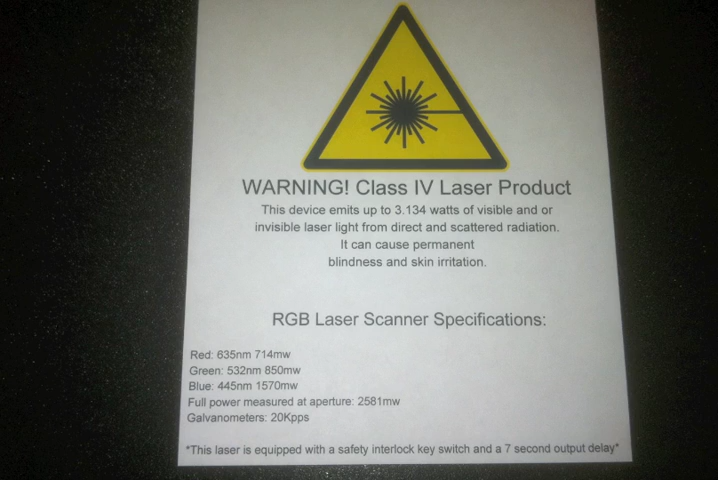 WARNING! Class IV Laser Product
This device emits up to 3.134 watts of visible and or
invisible laser light from direct and scattered radiation.
It can cause permanent
blindness and skin irritation.
RGB Laser Scanner Specifications:
Red: 635nm 714mw
Green: 532nm 850mw
Blue: 445nm 1570mw
Full power measured at aperture: 2581mw
Galvanometers: 20Kpps
*This laser is equipped with a safety interlock key switch and a 7 second output delay*